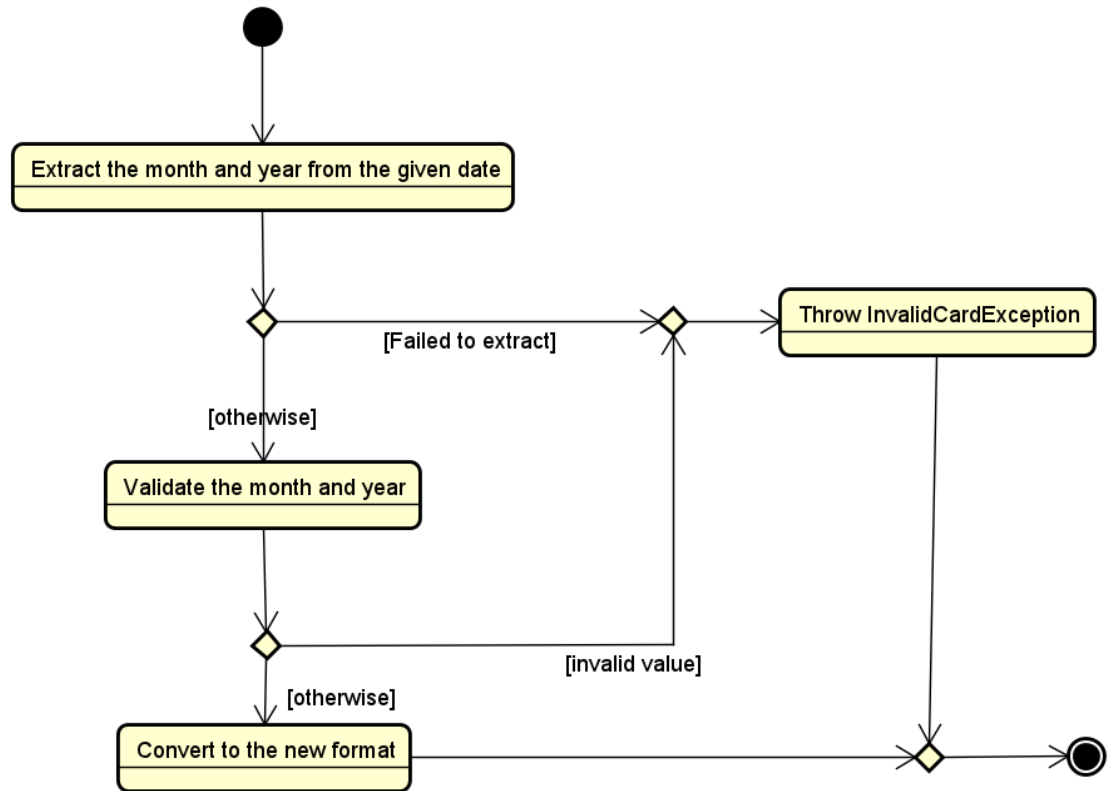 Extract the month and year from the given date
Throw InvalidCardException
[Failed to extract]
[otherwise]
Validate the month and year
[invalid value]
[otherwise]
Convert to the new format